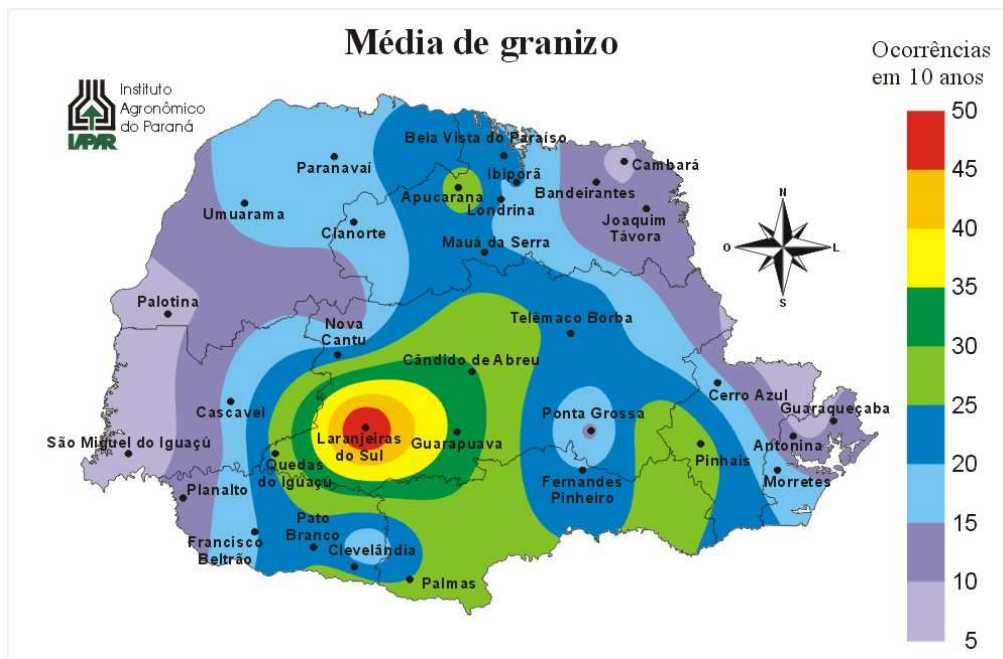 Média de granizo
Ocorrências
em 10 anos
Instituto
Agronômico
do Paraná
IAPAR
50
45
40
35
30
25
20
15
10
5
N
O
L
S
Bela Vista do Paraíso
Paranavaí
Ibiporã
Cambará
Apucarana
Bandeirantes
Londrina
Umuarama
Joaquim
Távora
Cianorte
Mauá da Serra
Palotina
Nova
Cantu
Telêmaco Borba
Cândido de Abreu
Cascavel
Cerro Azul
Guaraqueçaba
Ponta Grossa
Laranjeiras
do Sul
Guarapuava
São Miguel do Iguaçú
Antonina
Quedas
do Iguaçú
Pinhais
Morretes
Fernandes
Pinheiro
Planalto
Pato
Branco
Francisco
Beltrão
Clevelândia
Palmas